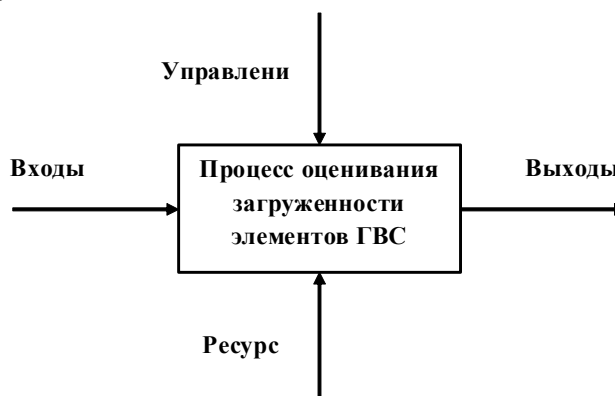 Управлени
Входы
Процесс оценивания
загруженности
элементов ГВС
Выходы
Ресурс